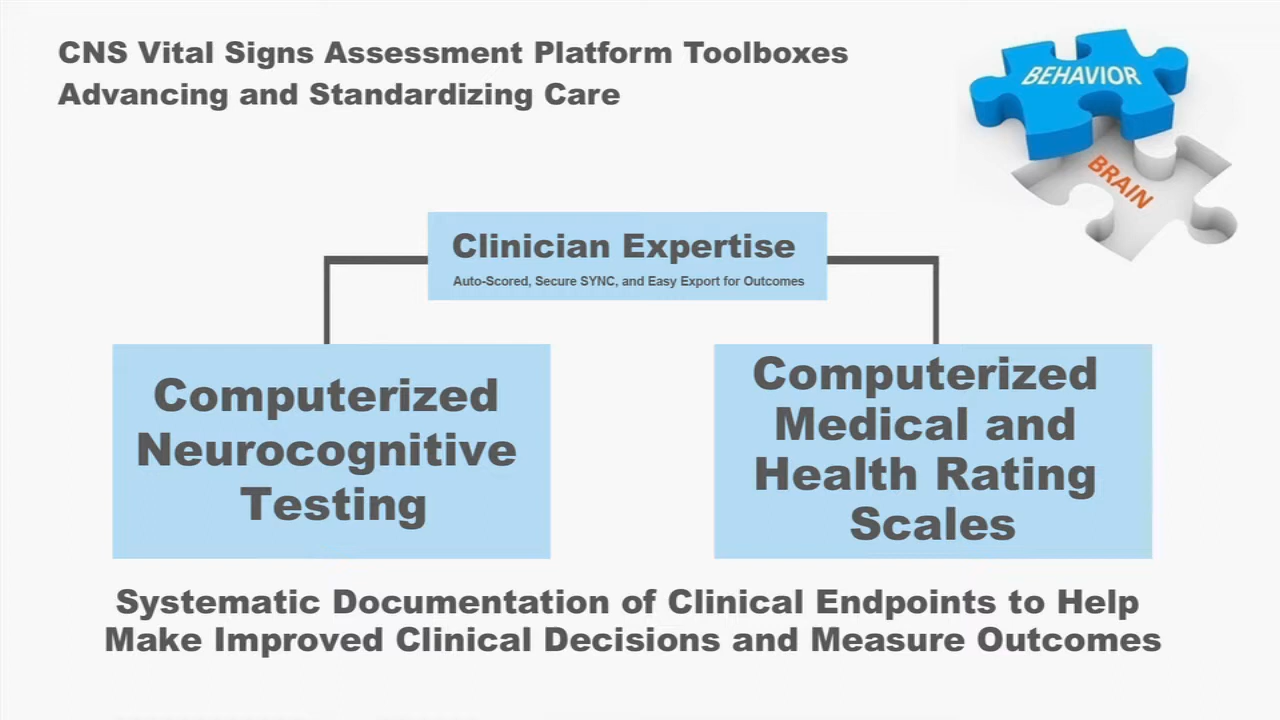 CNS Vital Signs Assessment Platform Toolboxes
Advancing and Standardizing Care
BEHAVIOR
BRAIN
Clinician Expertise
Auto-Scored, Secure SYNC, and Easy Export for Outcomes
Computerized
Neurocognitive
Testing
Computerized
Medical and
Health Rating
Scales
Systematic Documentation of Clinical Endpoints to Help
Make Improved Clinical Decisions and Measure Outcomes